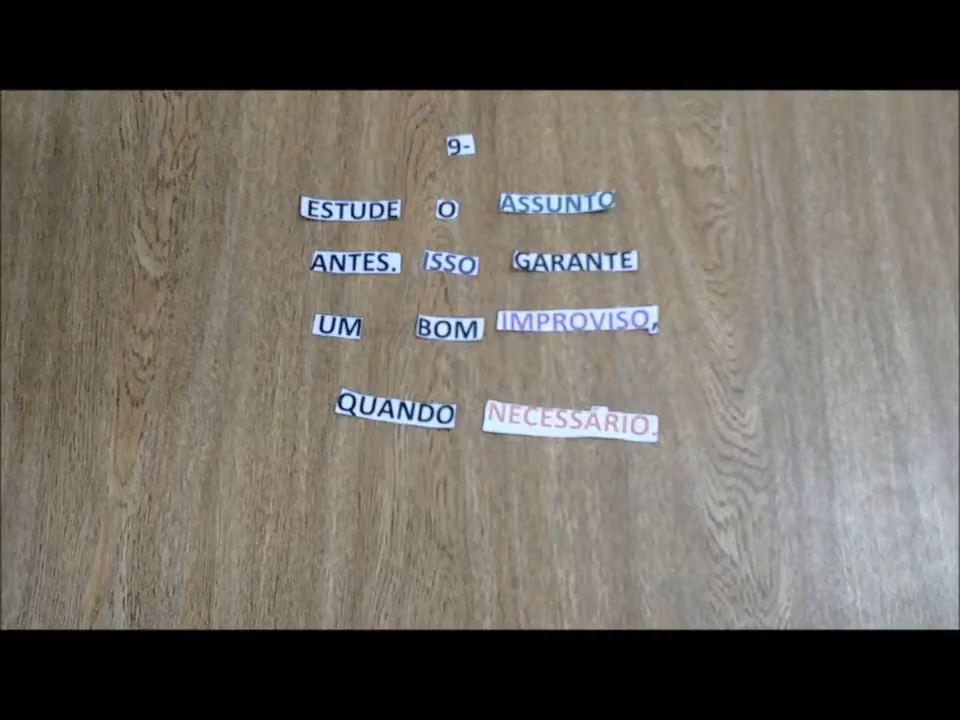 9-
ESTUDE O ASSUNTO
ANTES. ISSO GARANTE
UM BOM IMPROVISO,
QUANDO NECESSÁRIO.